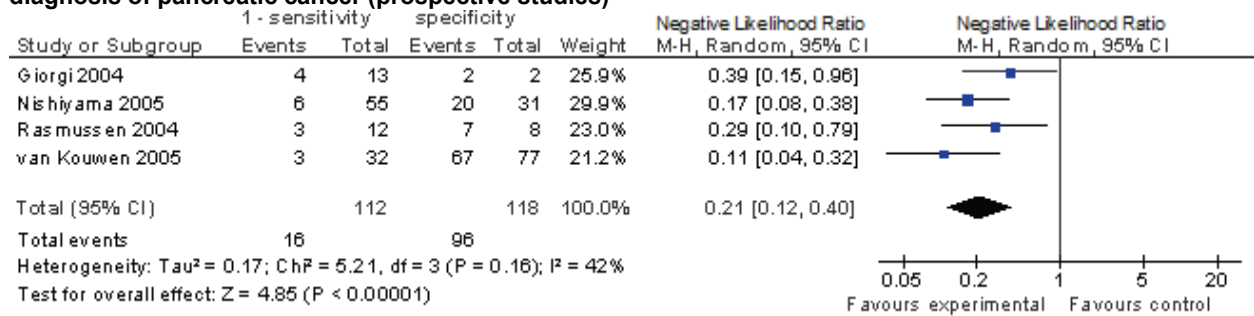 diagnosis of pancreatic cancer (prospective studies)
1 - sensitivity specificity Negative Likelihood Ratio Negative Likelihood Ratio
Study or Subgroup Events Total Events Total Weight M-H, Random, 95% CI M-H, Random, 95% CI
Giorgi 2004 4 13 2 2 25.9% 0.39 [0.15, 0.96]
Nishiyama 2005 6 55 20 31 29.9% 0.17 [0.08, 0.38]
Rasmussen 2004 3 12 7 8 23.0% 0.29 [0.10, 0.79]
van Kouwen 2005 3 32 67 77 21.2% 0.11 [0.04, 0.32]
Total (95% CI) 112 118 100.0% 0.21 [0.12, 0.40]
Total events 16 96
Heterogeneity: Tau² = 0.17; Chi² = 5.21, df = 3 (P = 0.16); I² = 42%
Test for overall effect: Z = 4.85 (P < 0.00001)
0.05 0.2 1 5 20
Favours experimental Favours control